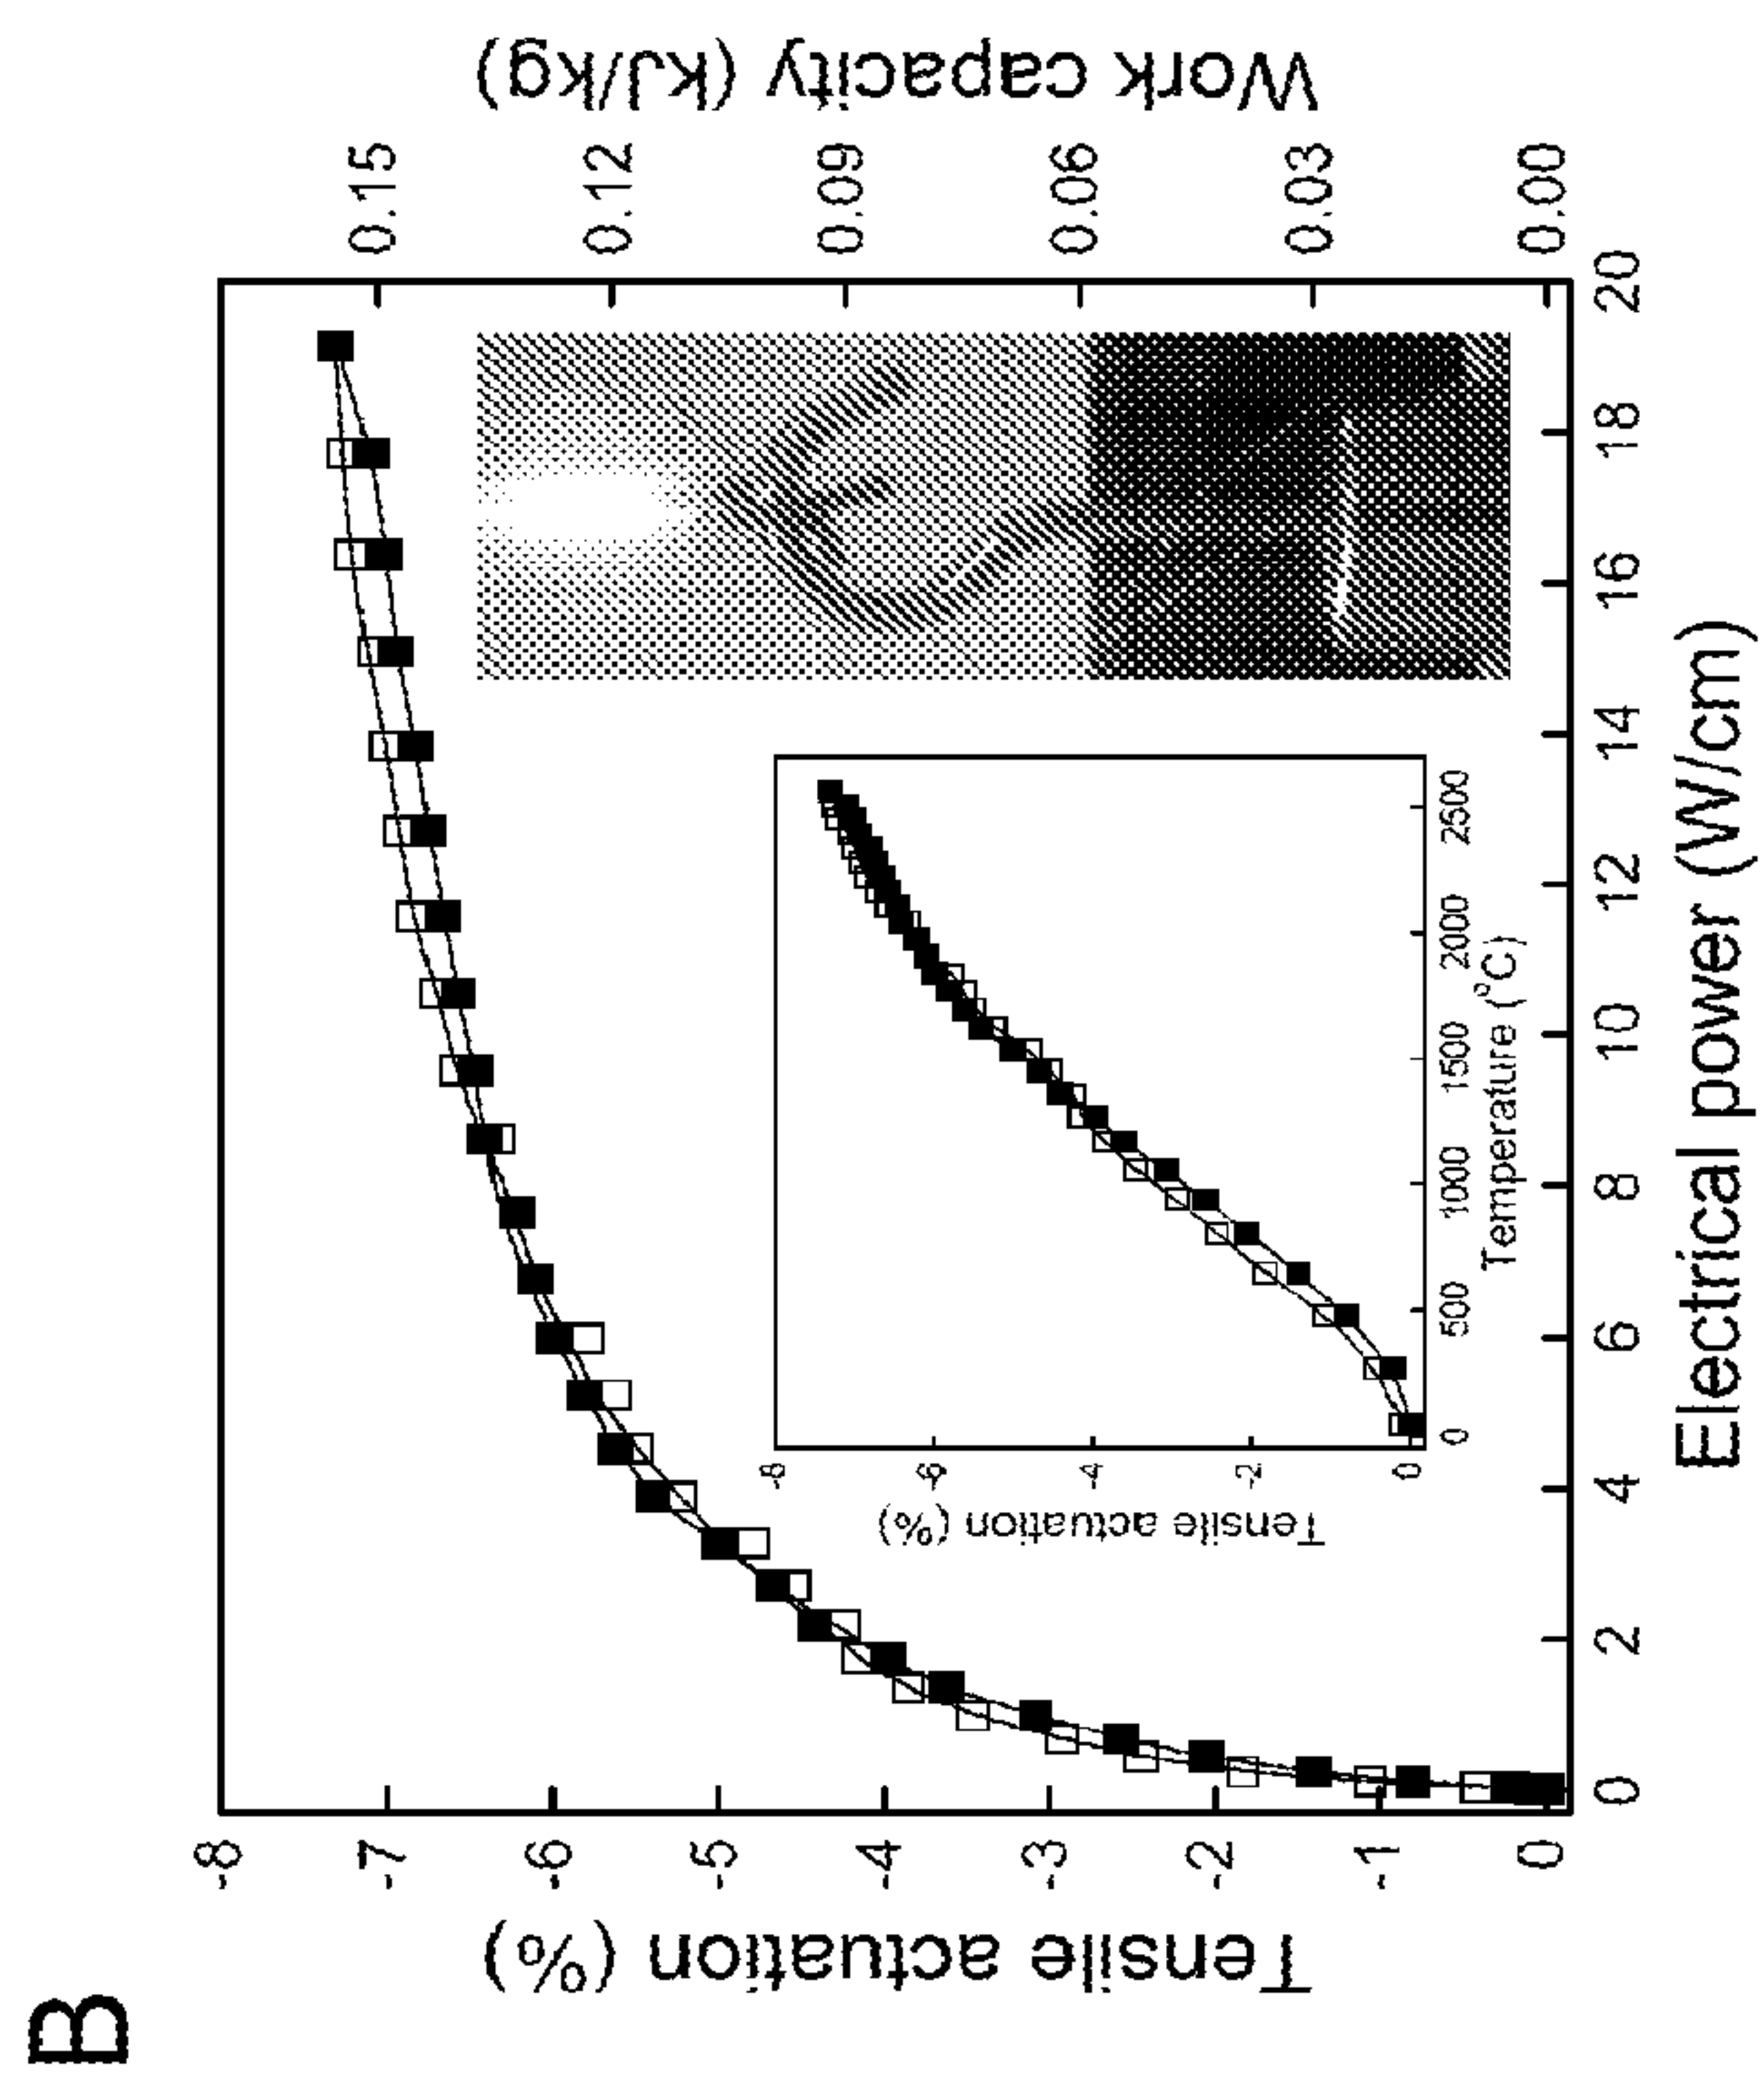 B
Tensile actuation (%)
-8
-7
-6
-5
-4
-3
-2
-1
0
Work capacity (kJ/kg)
0.15
0.12
0.09
0.06
0.03
0.00
Tensile actuation (%)
-8
-6
-4
-2
0
0 500 1000 1500 2000 2500
Temperature (°C)
0 2 4 6 8 10 12 14 16 18 20
Electrical power (W/cm)